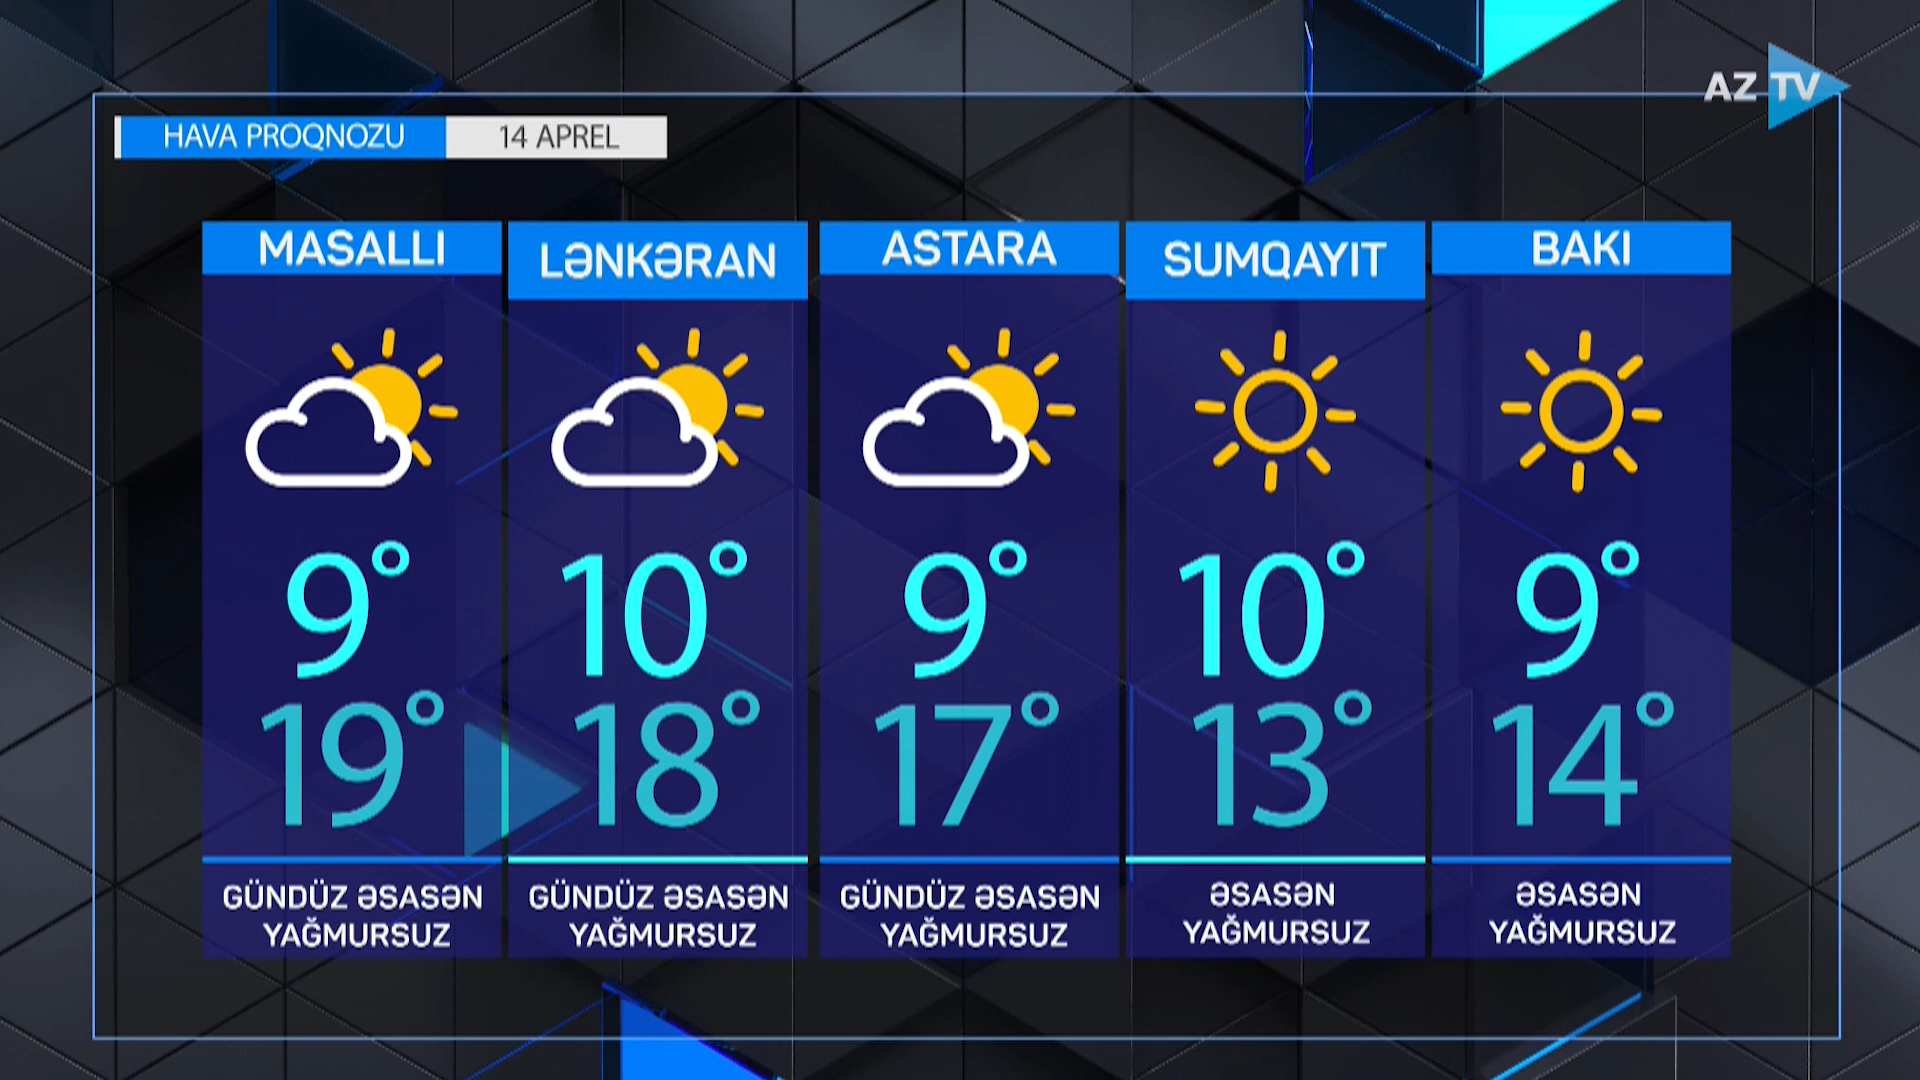 AZ TV
HAVA PROQNOZU 14 APREL
MASALLI
9°
19°
GÜNDÜZ ƏSASƏN
YAĞMURSUZ
LƏNKƏRAN
10°
18°
GÜNDÜZ ƏSASƏN
YAĞMURSUZ
ASTARA
9°
17°
GÜNDÜZ ƏSASƏN
YAĞMURSUZ
SUMQAYIT
10°
13°
ƏSASƏN
YAĞMURSUZ
BAKI
9°
14°
ƏSASƏN
YAĞMURSUZ